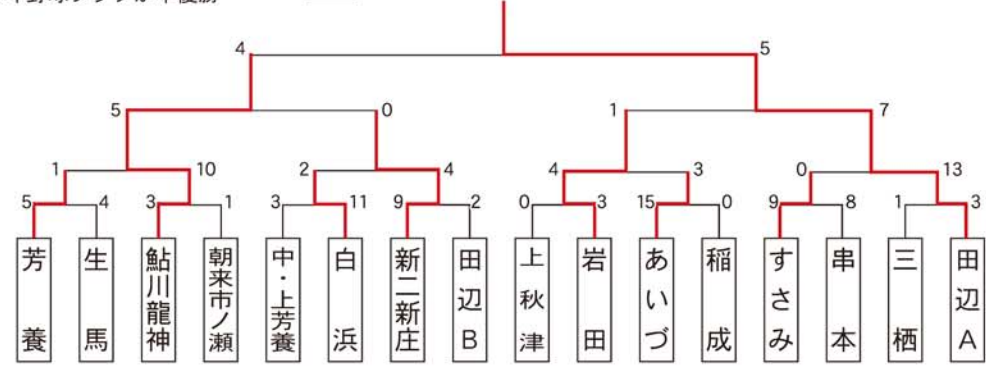 4 5
5 0 1 7
1 10 2 4 4 3 0 13
5 4 3 1 3 11 9 2 0 3 15 0 9 8 1 3
芳養
生馬
鮎川龍神
朝来市ノ瀬
中・上芳養
白浜
新二新庄
田辺B
上秋津
岩田
あいづ
稲成
すさみ
串本
三栖
田辺A